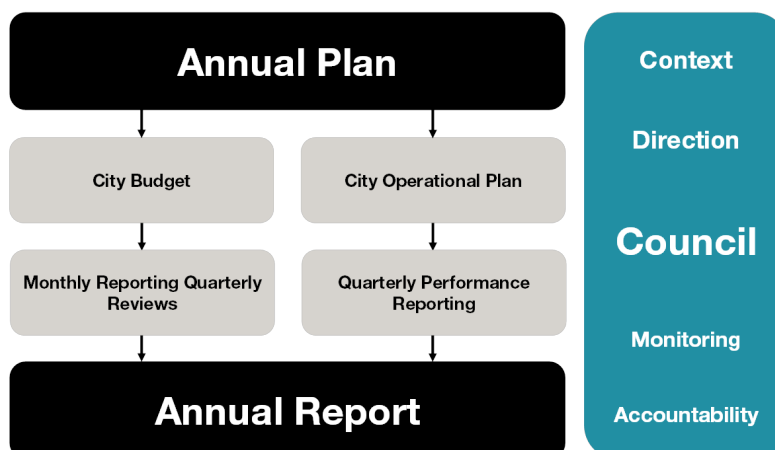 Annual Plan
City Budget
City Operational Plan
Monthly Reporting Quarterly
Reviews
Quarterly Performance
Reporting
Annual Report
Context
Direction
Council
Monitoring
Accountability